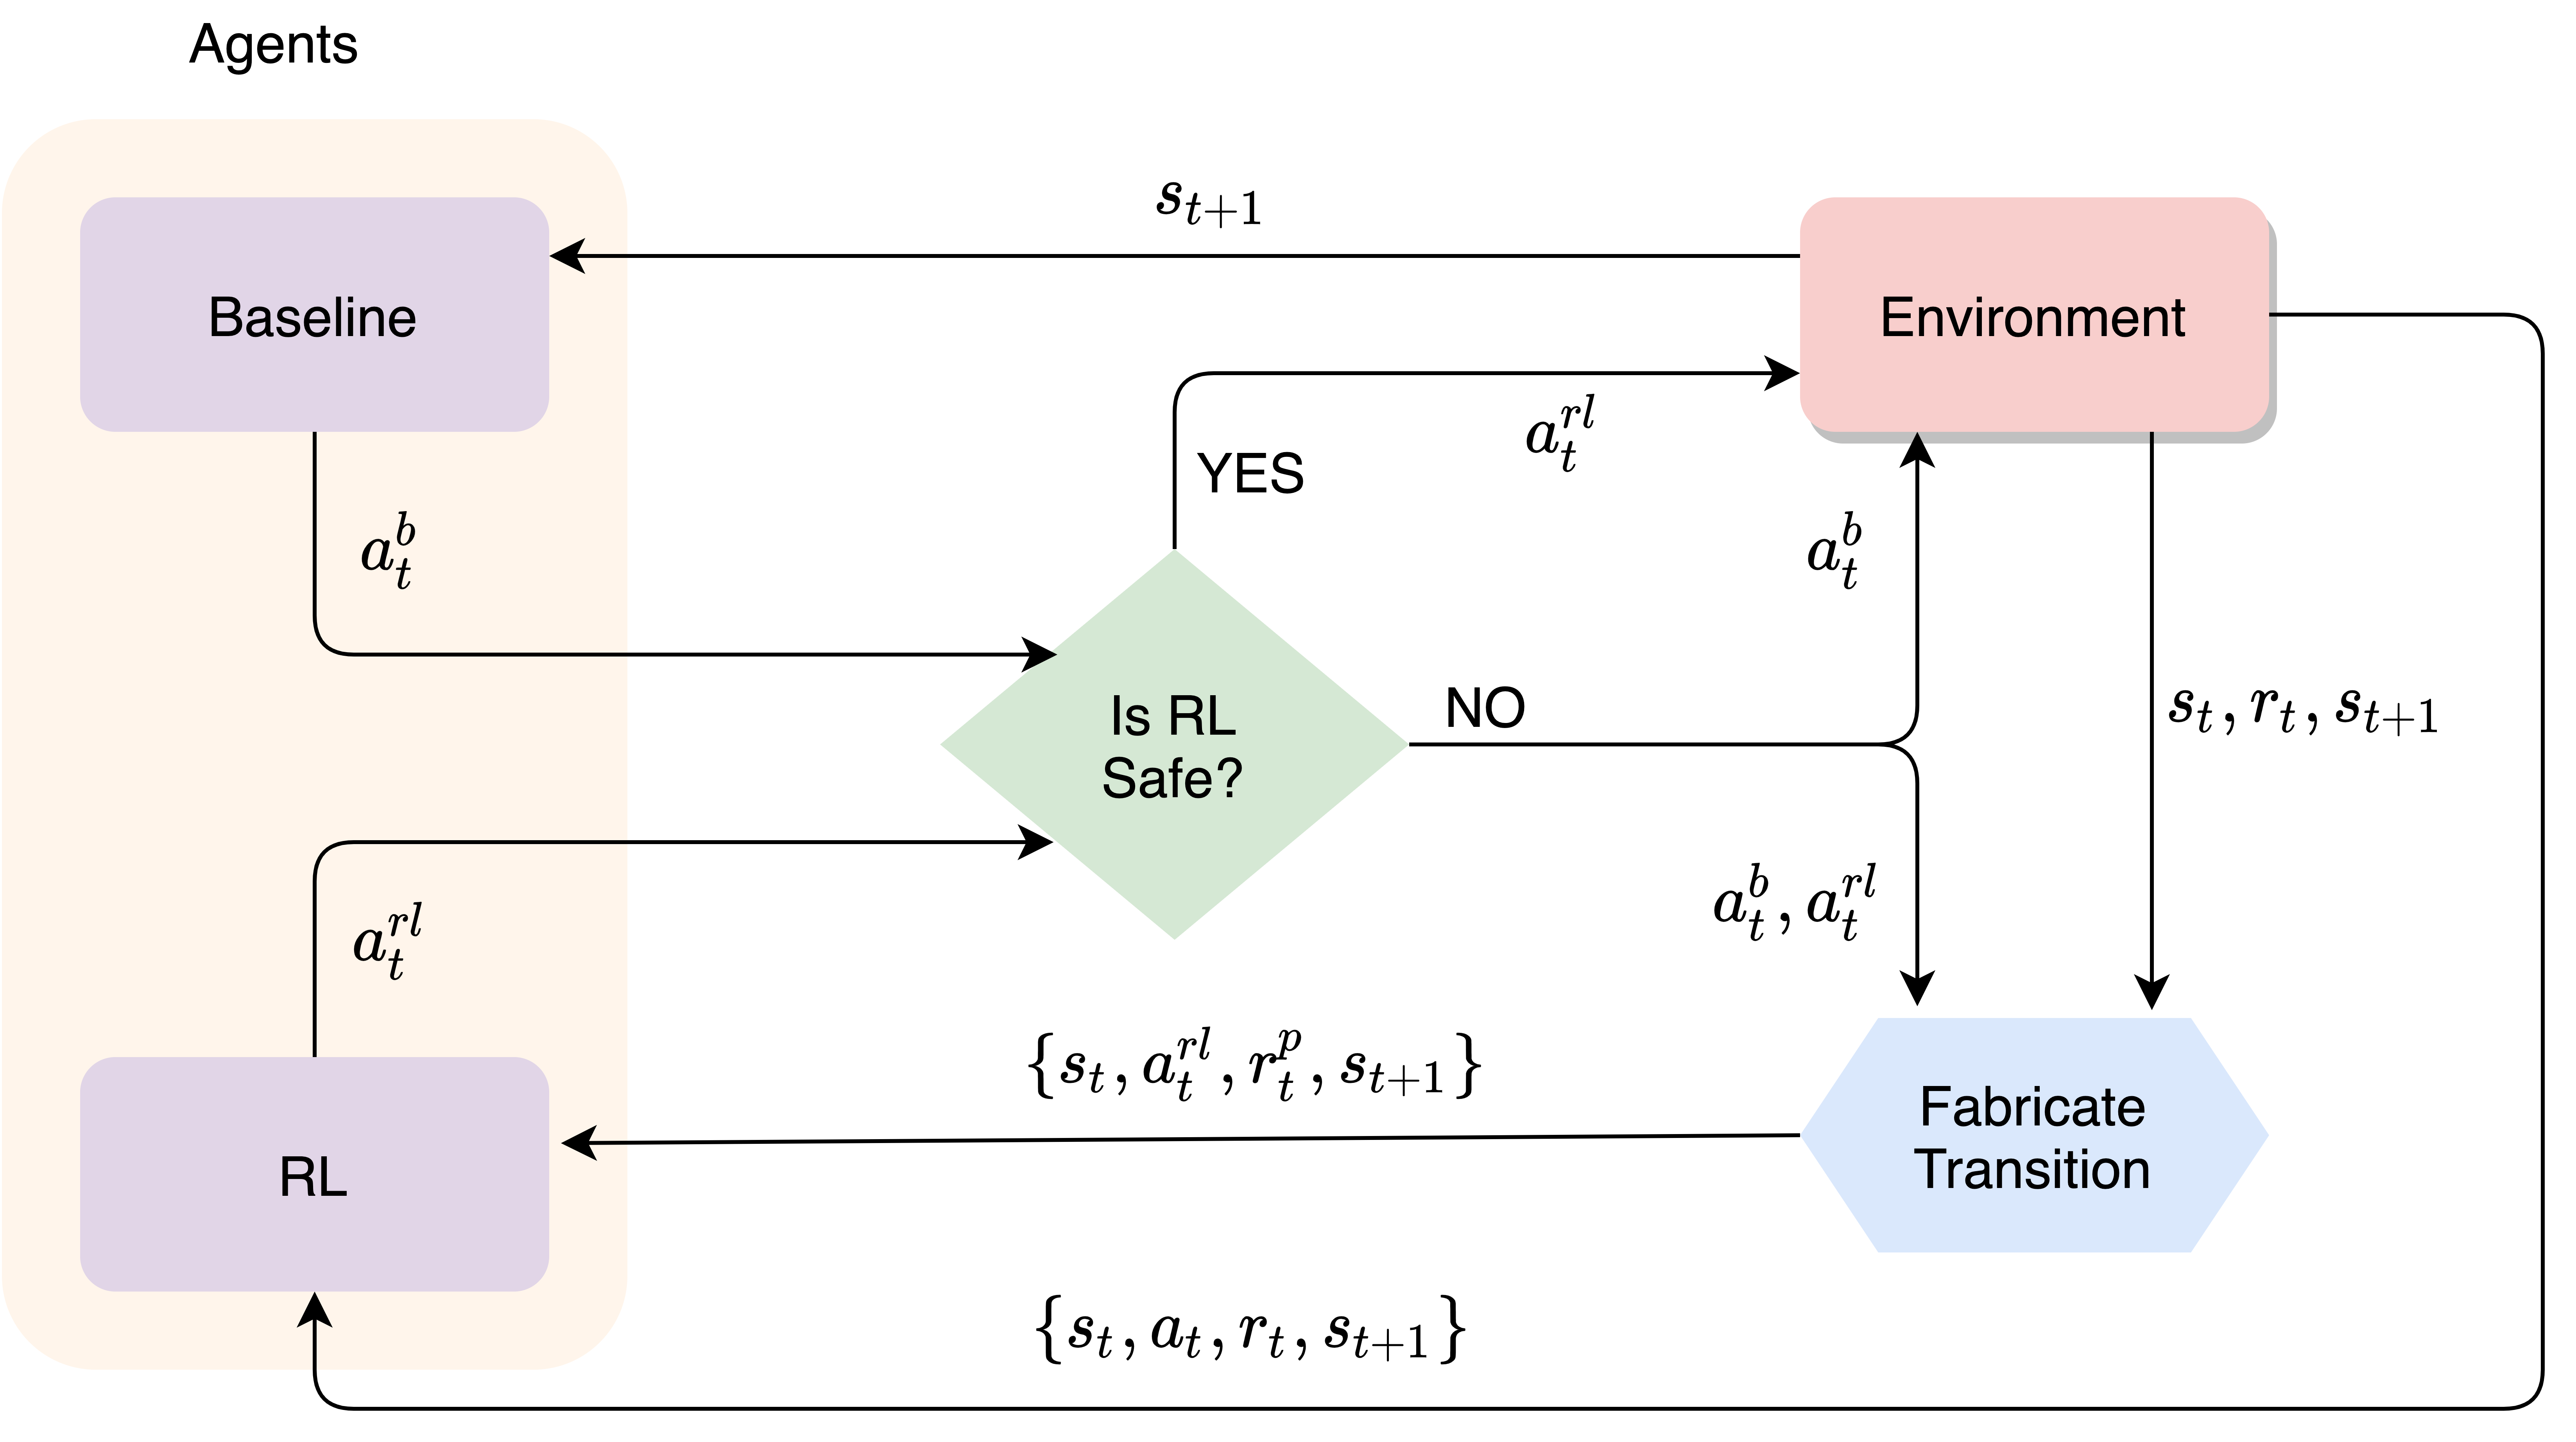 Agents
$s_{t+1}$
Baseline
Environment
$a_t^{rl}$
YES
$a_t^b$
$a_t^b$
Is RL
Safe?
NO
$s_t, r_t, s_{t+1}$
$a_t^b, a_t^{rl}$
$a_t^{rl}$
$\{s_t, a_t^{rl}, r_t^p, s_{t+1}\}$
Fabricate
Transition
RL
$\{s_t, a_t, r_t, s_{t+1}\}$